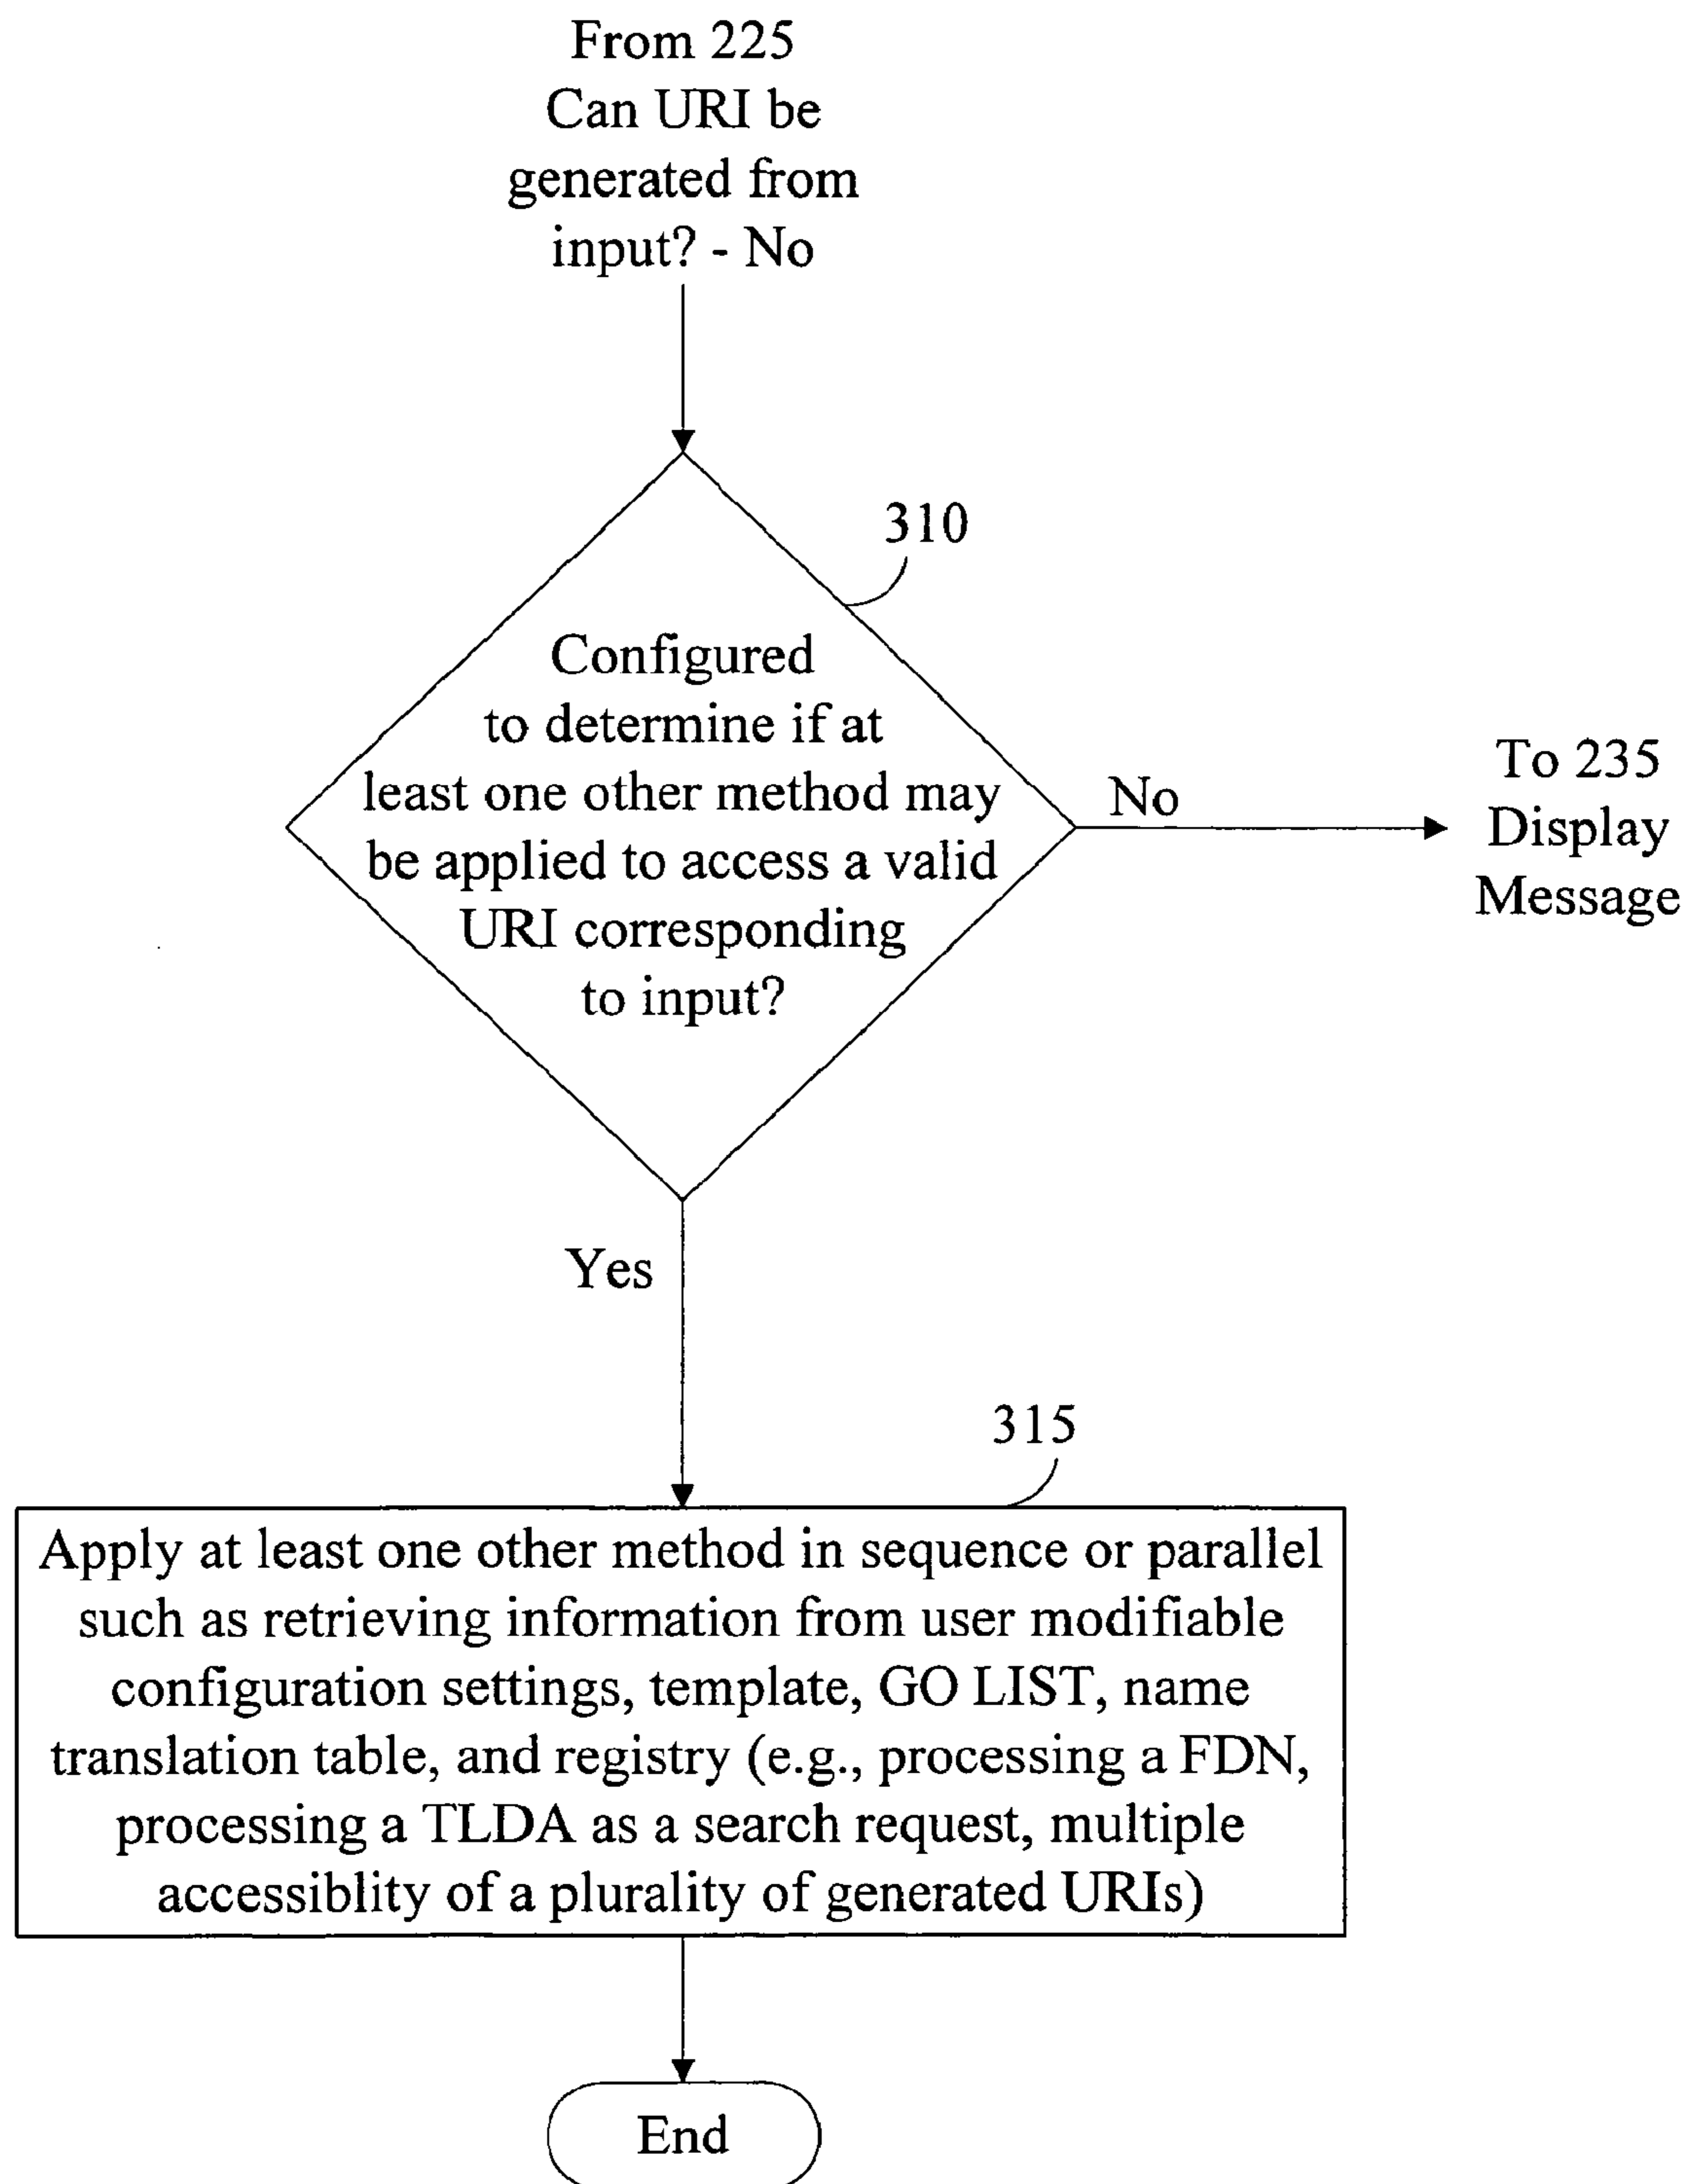 From 225
Can URI be
generated from
input? - No
310
Configured
to determine if at
least one other method may
be applied to access a valid
URI corresponding
to input?
No
To 235
Display
Message
Yes
315
Apply at least one other method in sequence or parallel
such as retrieving information from user modifiable
configuration settings, template, GO LIST, name
translation table, and registry (e.g., processing a FDN,
processing a TLDA as a search request, multiple
accessiblity of a plurality of generated URIs)
End